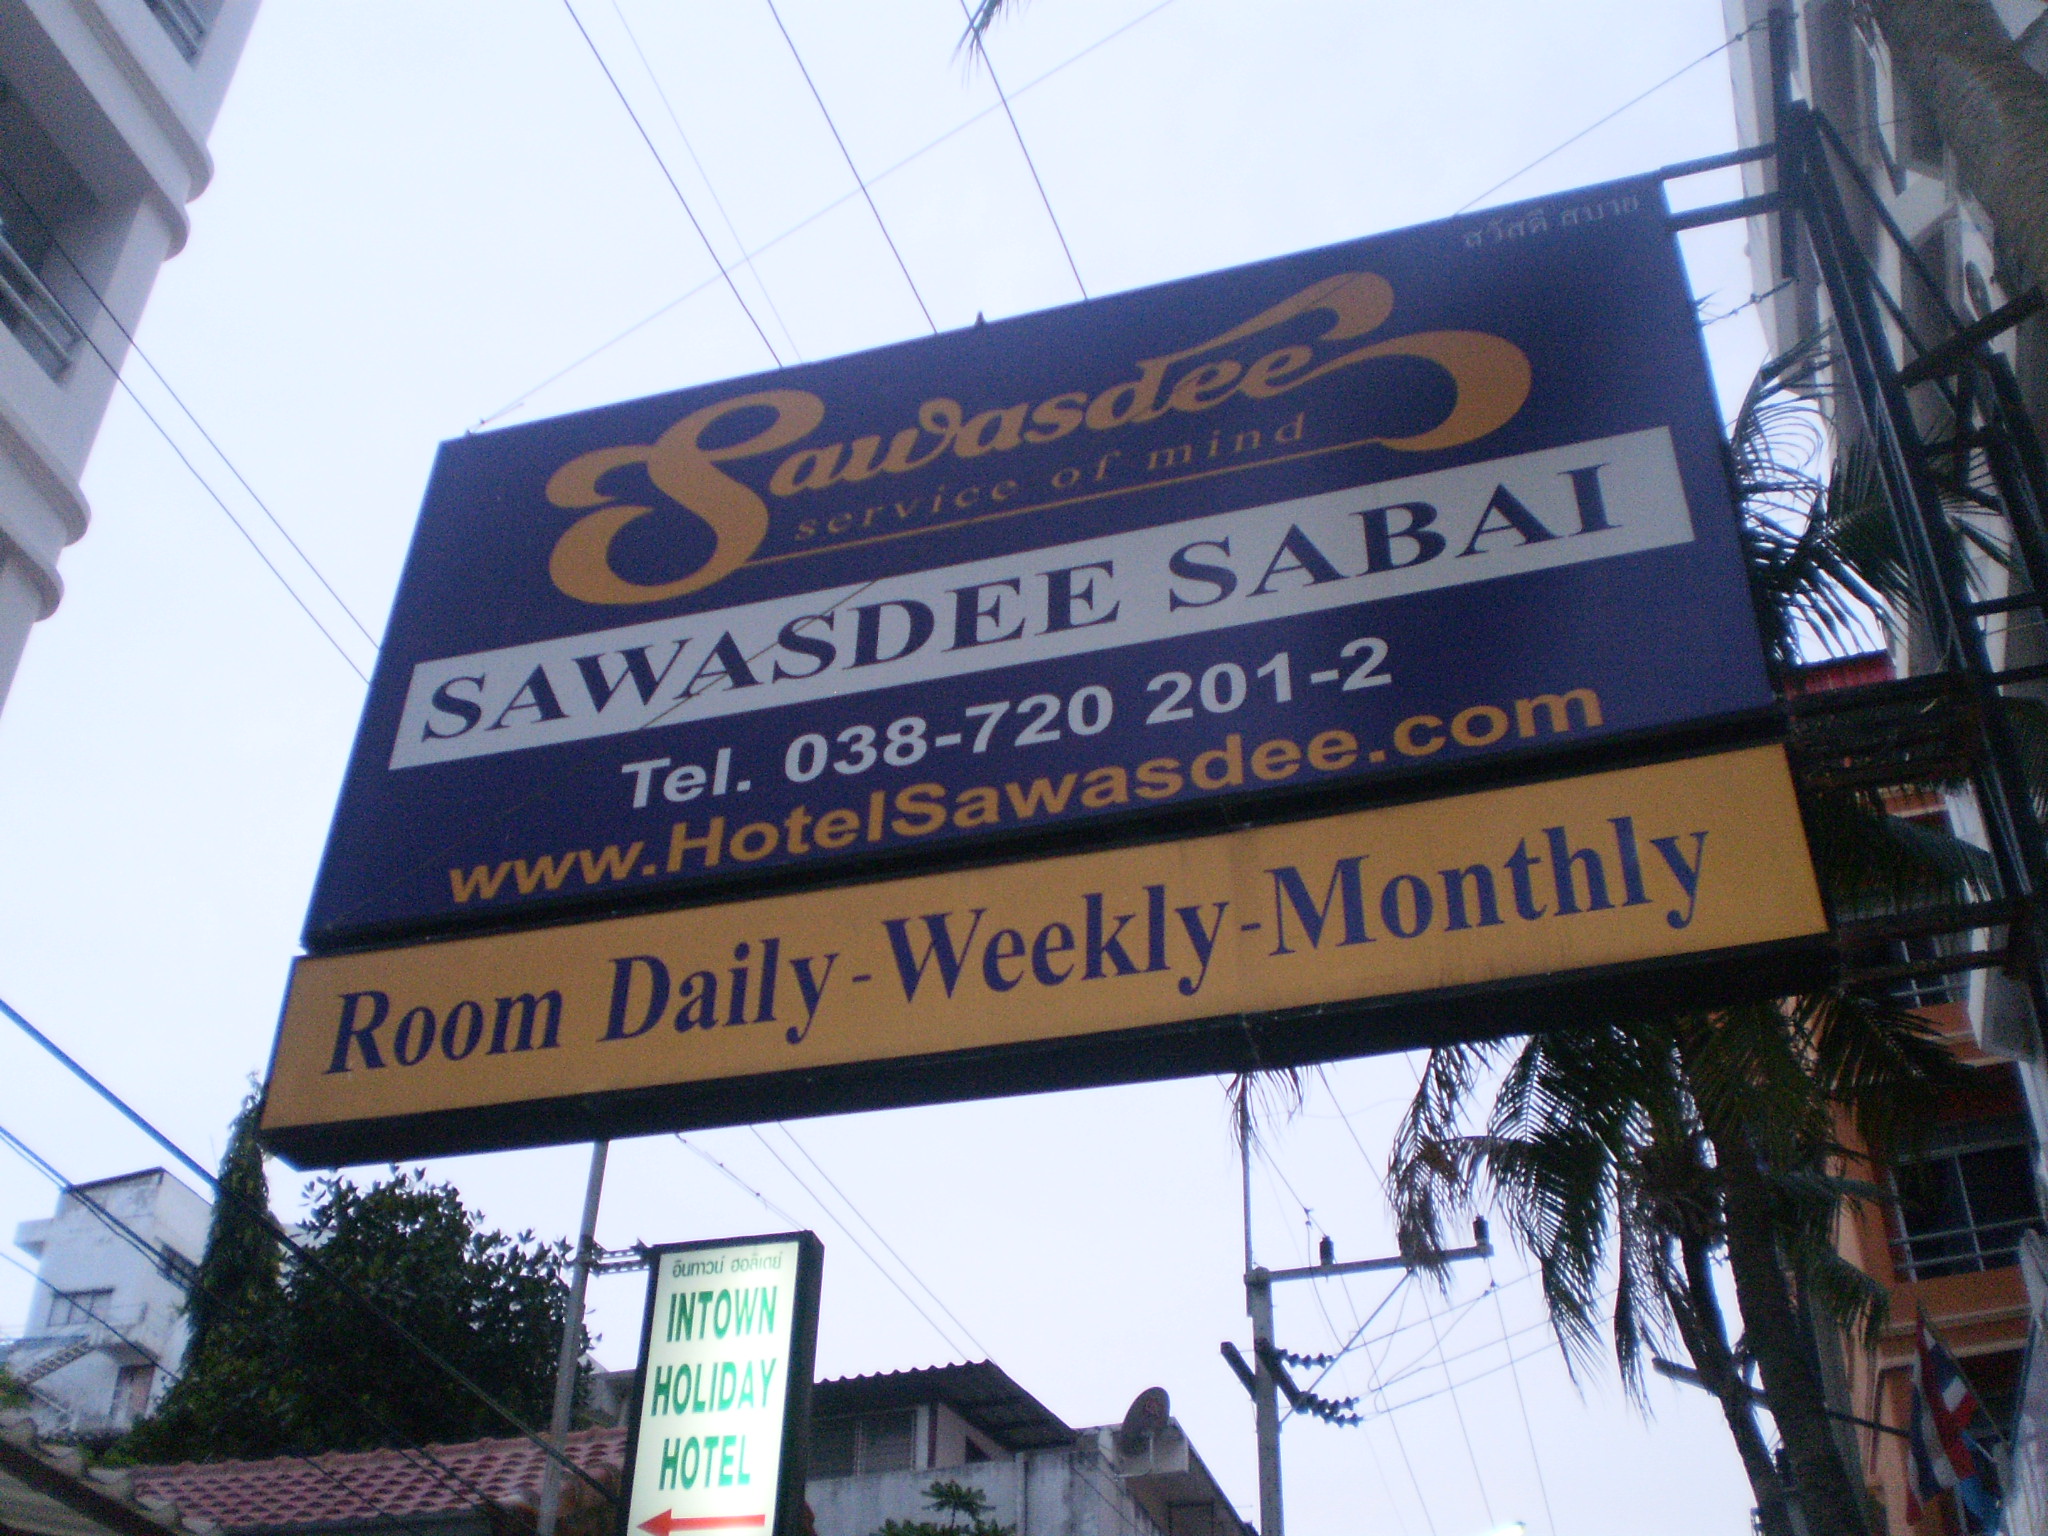 สวัสดี สบาย
Sawasdee
service of mind
SAWASDEE SABAI
Tel. 038-720 201-2
www.HotelSawasdee.com
Room Daily-Weekly-Monthly
อินทาวน์ ฮอลิเดย์
INTOWN
HOLIDAY
HOTEL